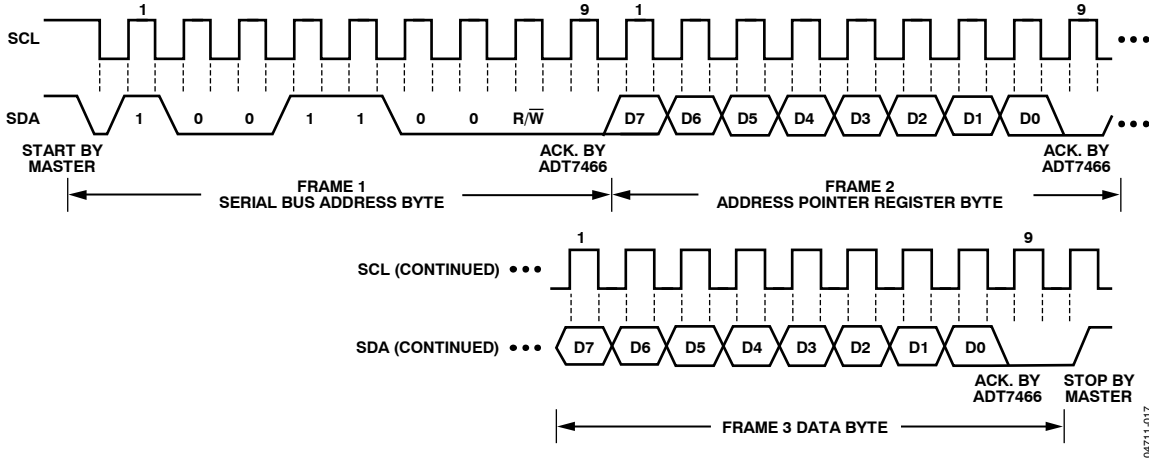 1 9 1 9
SCL
SDA 1 0 0 1 1 0 0 R/W̅ D7 D6 D5 D4 D3 D2 D1 D0
START BY
MASTER
ACK. BY
ADT7466
ACK. BY
ADT7466
FRAME 1
SERIAL BUS ADDRESS BYTE
FRAME 2
ADDRESS POINTER REGISTER BYTE
1 9
SCL (CONTINUED)
SDA (CONTINUED) D7 D6 D5 D4 D3 D2 D1 D0
ACK. BY
ADT7466
STOP BY
MASTER
FRAME 3 DATA BYTE
04711-017